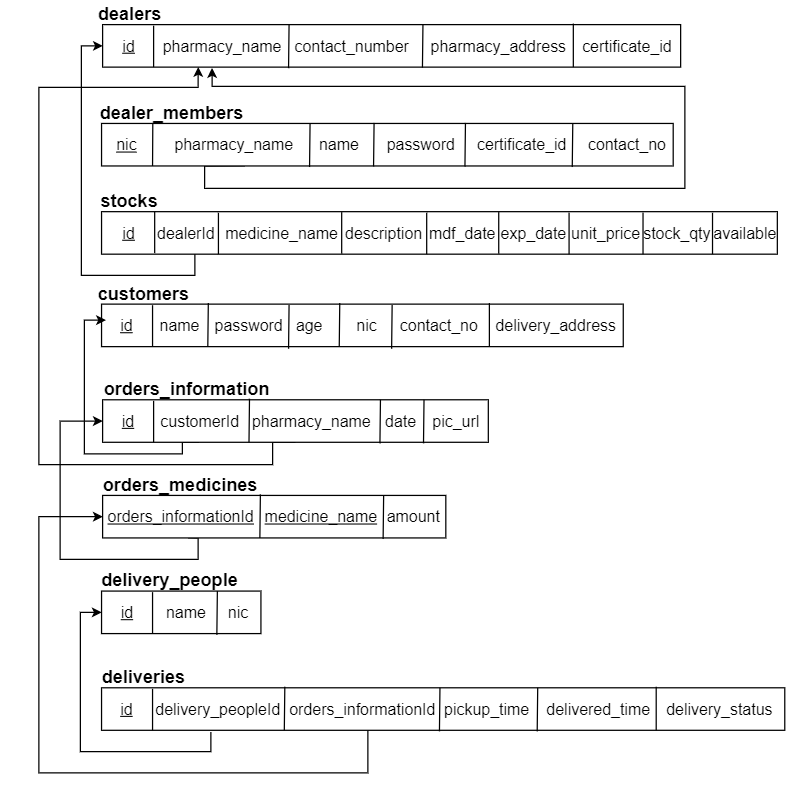 dealers
id pharmacy_name contact_number pharmacy_address certificate_id
dealer_members
nic pharmacy_name name password certificate_id contact_no
stocks
id dealerId medicine_name description mdf_date exp_date unit_price stock_qty available
customers
id name password age nic contact_no delivery_address
orders_information
id customerId pharmacy_name date pic_url
orders_medicines
orders_informationId medicine_name amount
delivery_people
id name nic
deliveries
id delivery_peopleId orders_informationId pickup_time delivered_time delivery_status